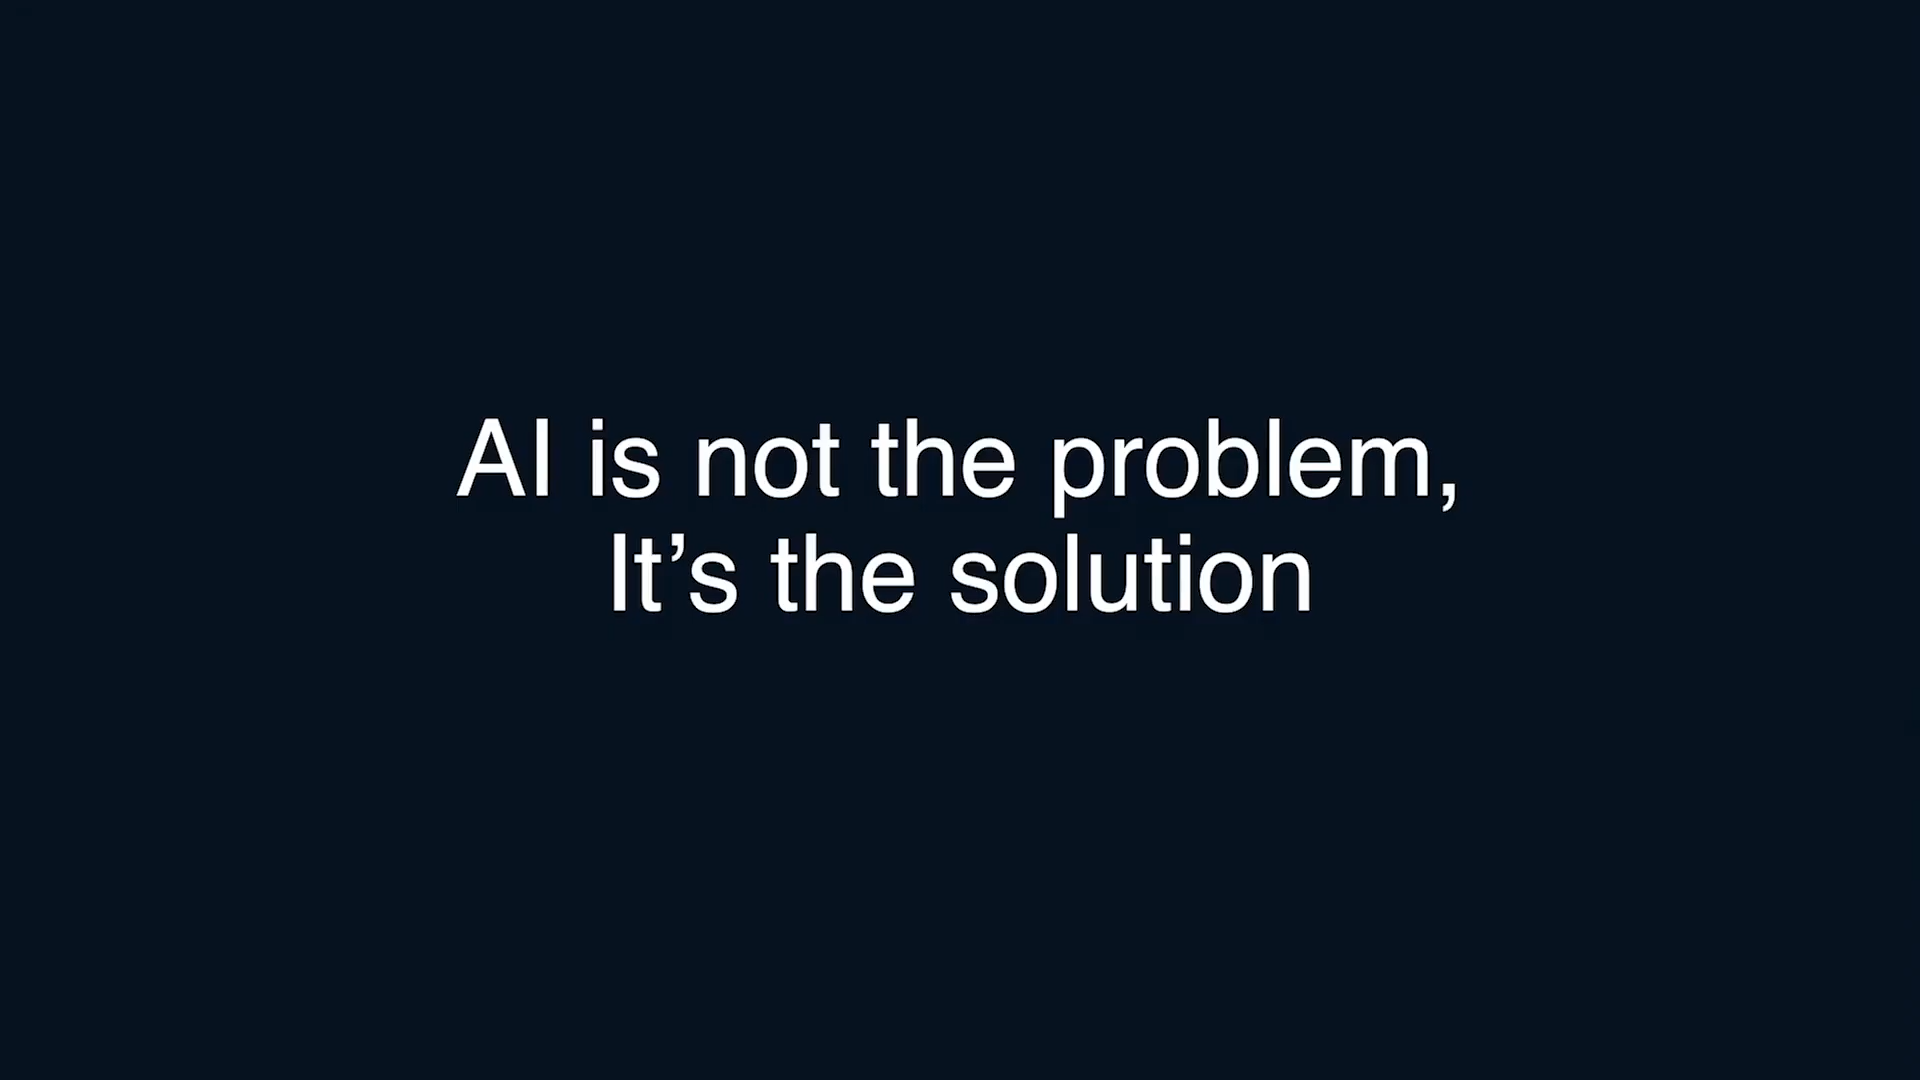 AI is not the problem,
It’s the solution